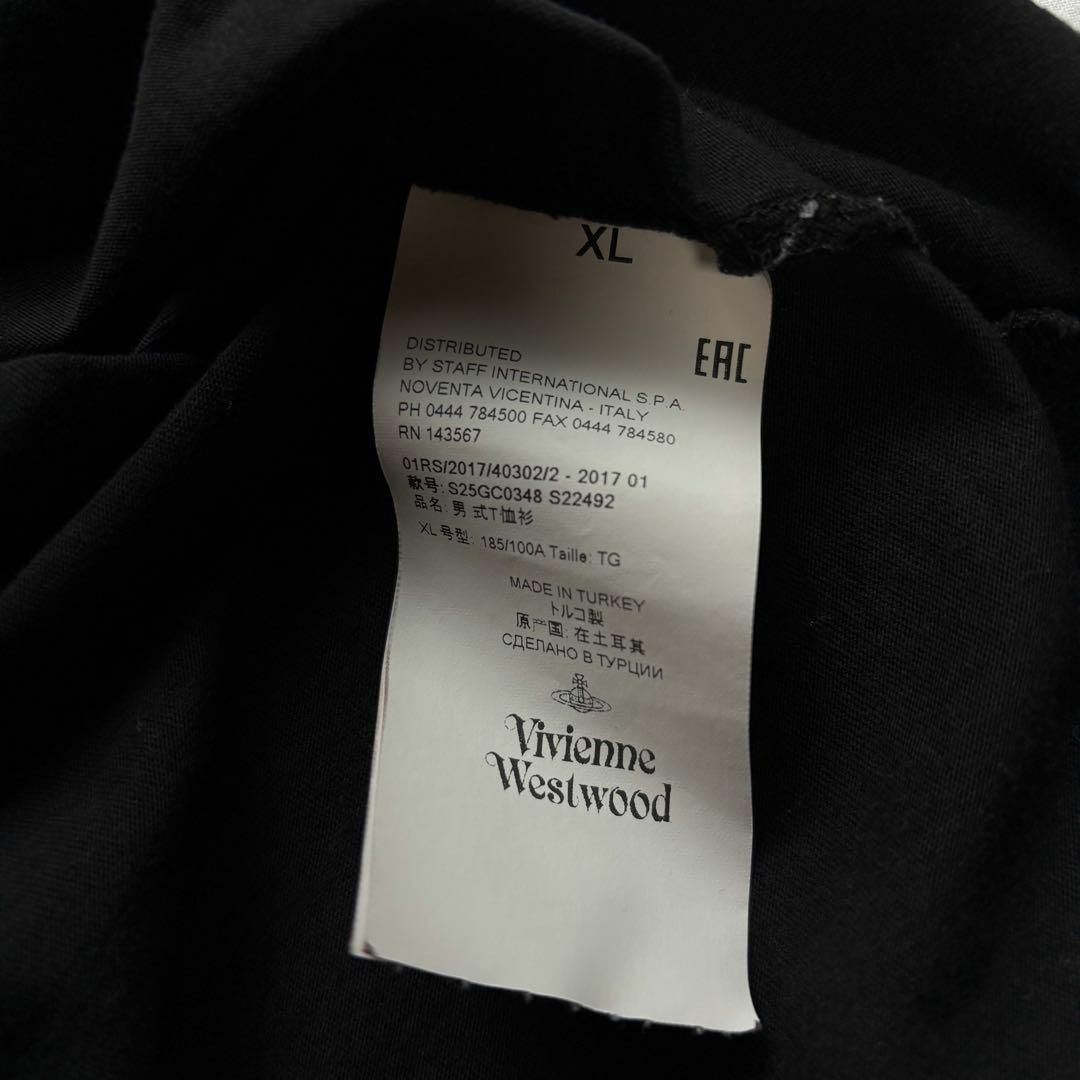 XL
EAC
DISTRIBUTED
BY STAFF INTERNATIONAL S.P.A.
NOVENTA VICENTINA - ITALY
PH 0444 784500 FAX 0444 784580
RN 143567
01RS/2017/40302/2 - 2017 01
款号: S25GC0348 S22492
品名: 男式T恤衫
XL 号型: 185/100A Taille: TG
MADE IN TURKEY
トルコ製
原产国: 在土耳其
СДЕЛАНО В ТУРЦИИ
Vivienne
Westwood